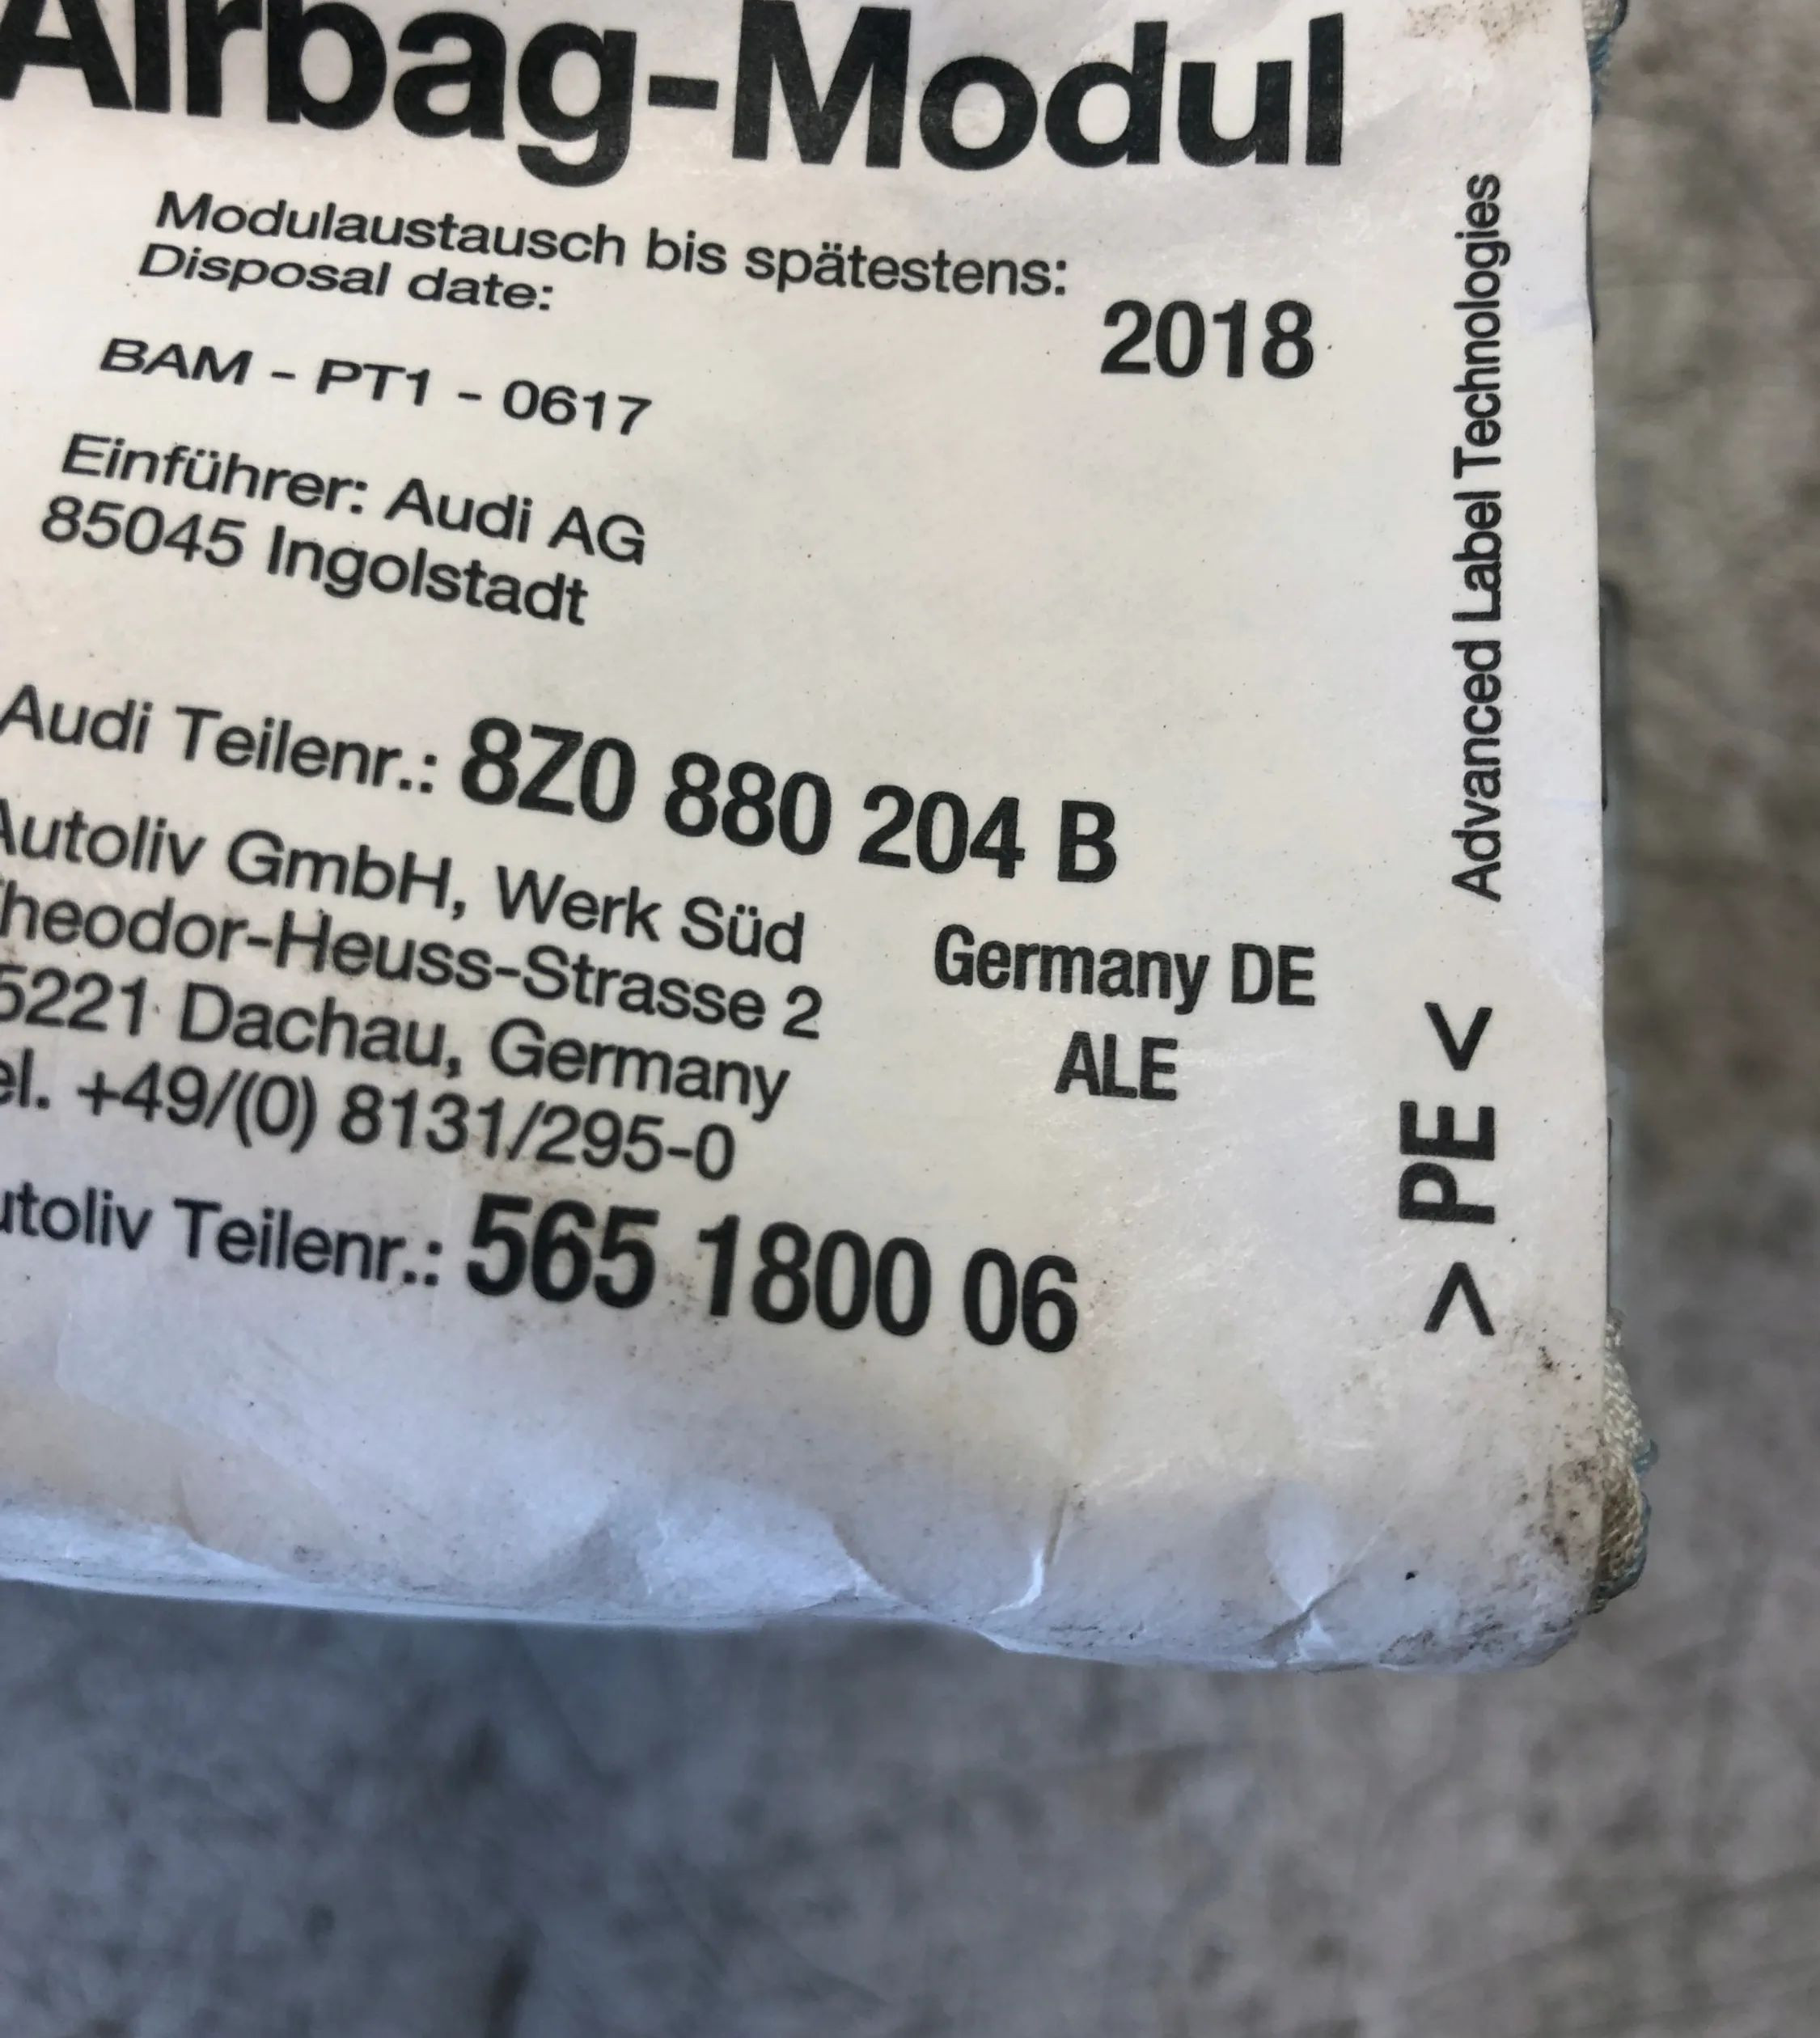 Airbag-Modul
Modulaustausch bis spätestens:
Disposal date:
2018
BAM - PT1 - 0617
Einführer: Audi AG
85045 Ingolstadt
Audi Teilenr.: 8Z0 880 204 B
Autoliv GmbH, Werk Süd
heodor-Heuss-Strasse 2
5221 Dachau, Germany
el. +49/(0) 8131/295-0
Germany DE
ALE
utoliv Teilenr.: 565 1800 06
> PE <
Advanced Label Technologies